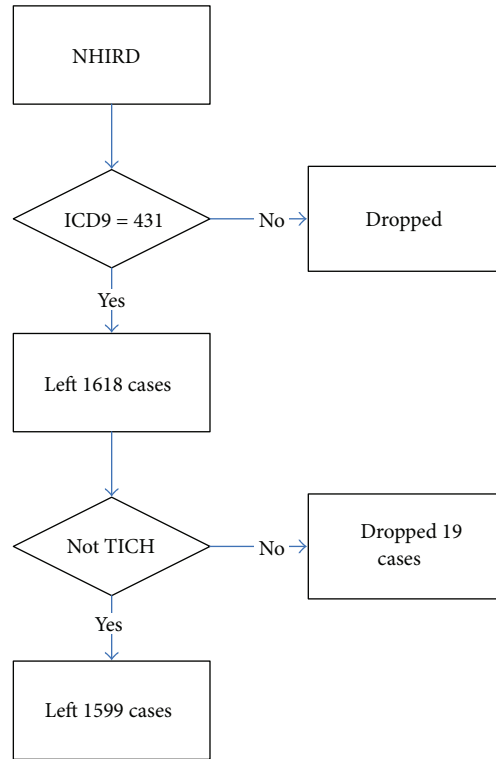 NHIRD
ICD9 = 431
No
Dropped
Yes
Left 1618 cases
Not TICH
No
Dropped 19
cases
Yes
Left 1599 cases